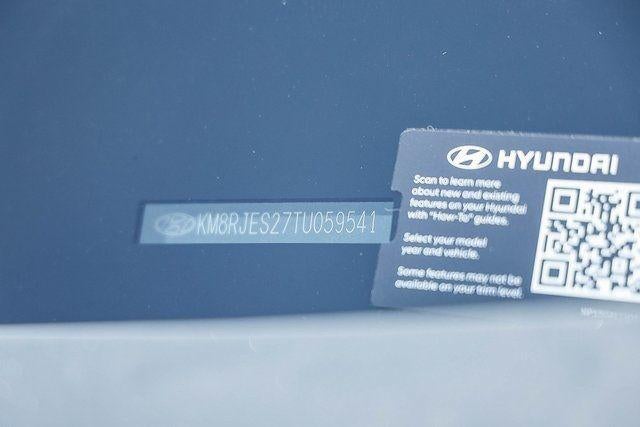 KM8RJES27TU059541
HYUNDAI
Scan to learn more
about new and existing
features on your Hyundai
with "How-To" guides.
Select your model
year and vehicle.
Some features may not be
available on your trim level.